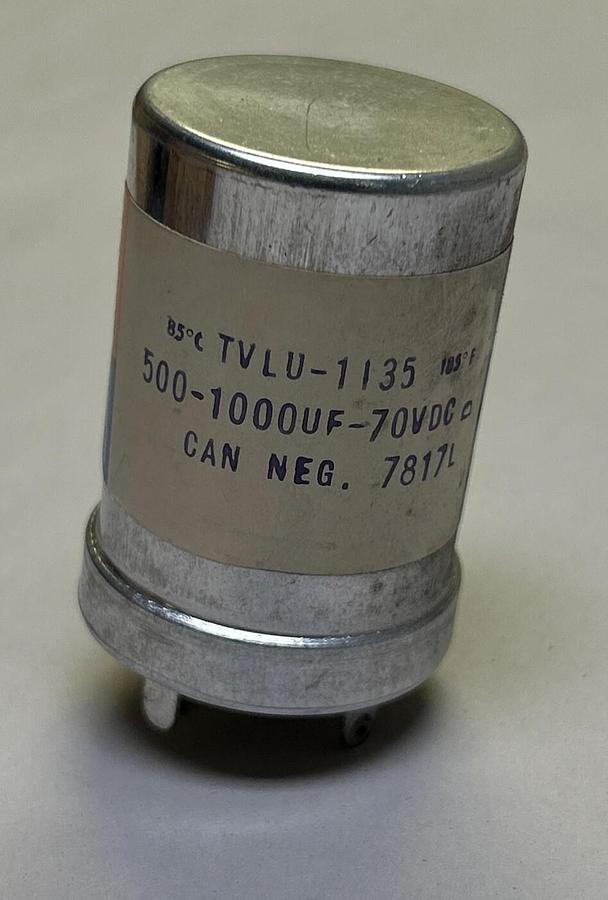 85°C TVLU-1135 185°F
500-1000UF-70VDC △
CAN NEG. 7817L